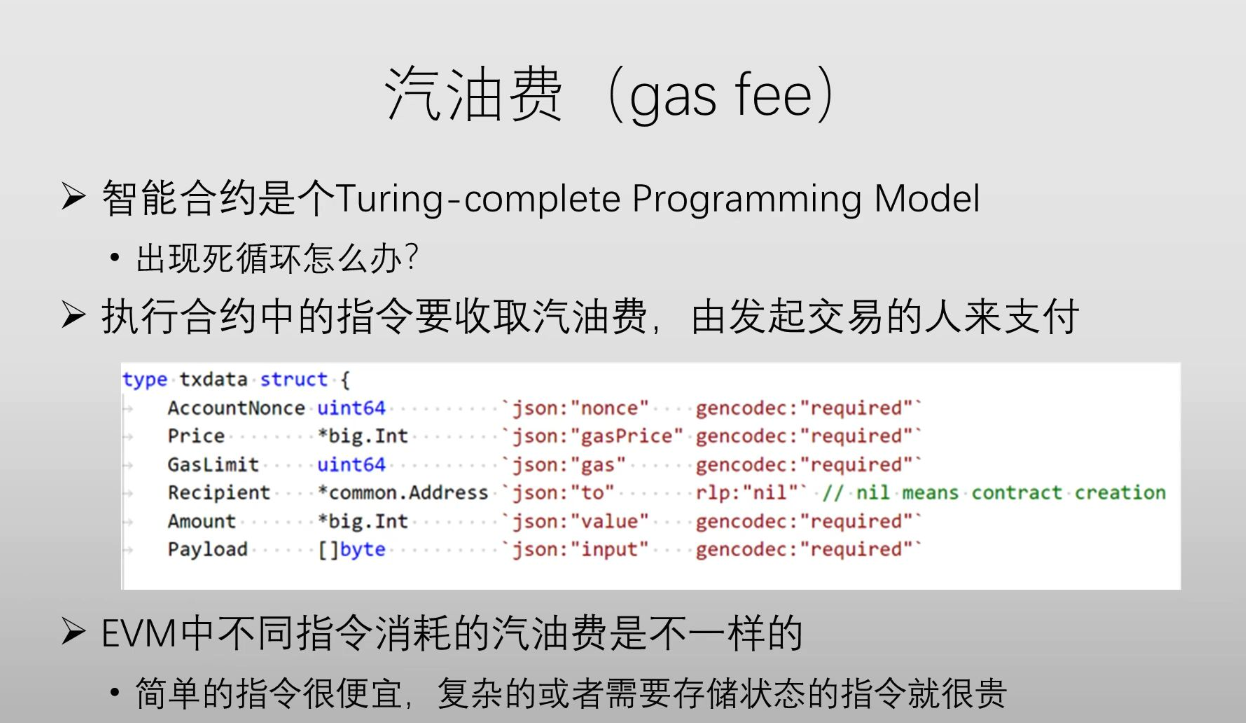 汽油费（gas fee）
➢ 智能合约是个Turing-complete Programming Model
• 出现死循环怎么办？
➢ 执行合约中的指令要收取汽油费，由发起交易的人来支付
type txdata struct {
AccountNonce uint64 `json:"nonce" gencodec:"required"`
Price *big.Int `json:"gasPrice" gencodec:"required"`
GasLimit uint64 `json:"gas" gencodec:"required"`
Recipient *common.Address `json:"to" rlp:"nil"` // nil means contract creation
Amount *big.Int `json:"value" gencodec:"required"`
Payload []byte `json:"input" gencodec:"required"`
➢ EVM中不同指令消耗的汽油费是不一样的
• 简单的指令很便宜，复杂的或者需要存储状态的指令就很贵